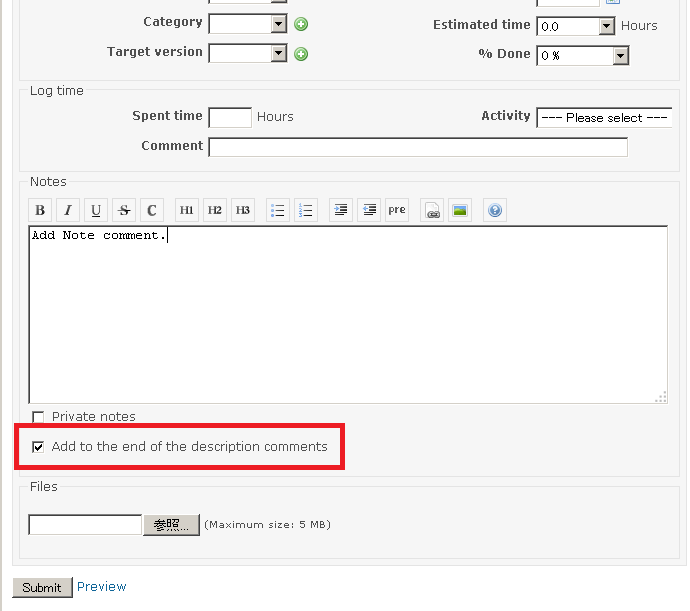 Category Estimated time 0.0 Hours
Target version % Done 0 %
Log time
Spent time Hours Activity --- Please select ---
Comment
Notes
B I U S C H1 H2 H3 pre
Add Note comment.
Private notes
Add to the end of the description comments
Files
参照... (Maximum size: 5 MB)
Submit Preview